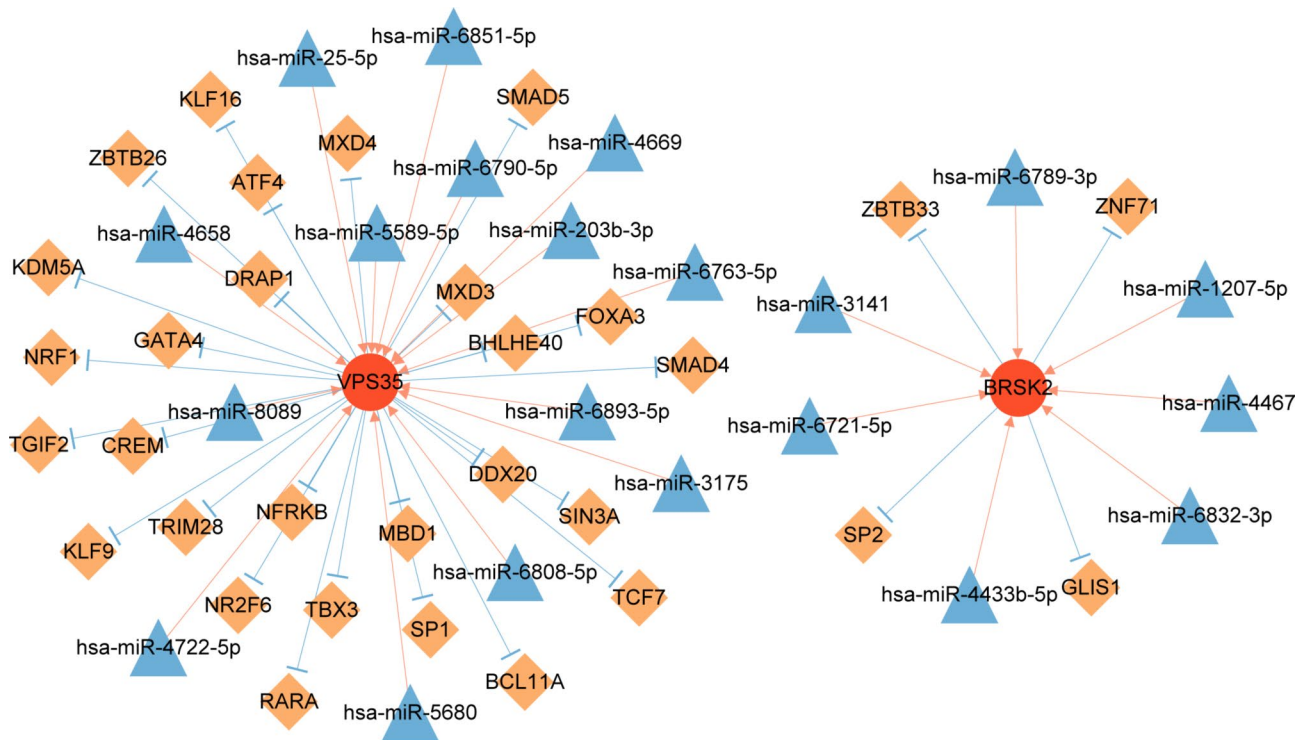 hsa-miR-6851-5p
hsa-miR-25-5p
KLF16
SMAD5
MXD4
hsa-miR-4669
ZBTB26
hsa-miR-6790-5p
ATF4
hsa-miR-4658
hsa-miR-5589-5p
hsa-miR-203b-3p
KDM5A
DRAP1
hsa-miR-6763-5p
MXD3
FOXA3
GATA4
BHLHE40
NRF1
SMAD4
VPS35
hsa-miR-8089
hsa-miR-6893-5p
TGIF2
CREM
DDX20
hsa-miR-3175
NFRKB
SIN3A
TRIM28
MBD1
KLF9
hsa-miR-6808-5p
TCF7
NR2F6
TBX3
SP1
hsa-miR-4722-5p
BCL11A
RARA
hsa-miR-5680
hsa-miR-6789-3p
ZBTB33
ZNF71
hsa-miR-1207-5p
hsa-miR-3141
BRSK2
hsa-miR-4467
hsa-miR-6721-5p
hsa-miR-6832-3p
SP2
GLIS1
hsa-miR-4433b-5p